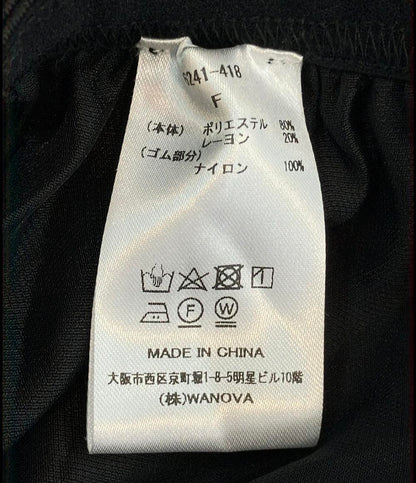 6241-418
F
(本体) ポリエステル 80%
レーヨン 20%
(ゴム部分)
ナイロン 100%
F W
MADE IN CHINA
大阪市西区京町堀1-8-5明星ビル10階
(株)WANOVA